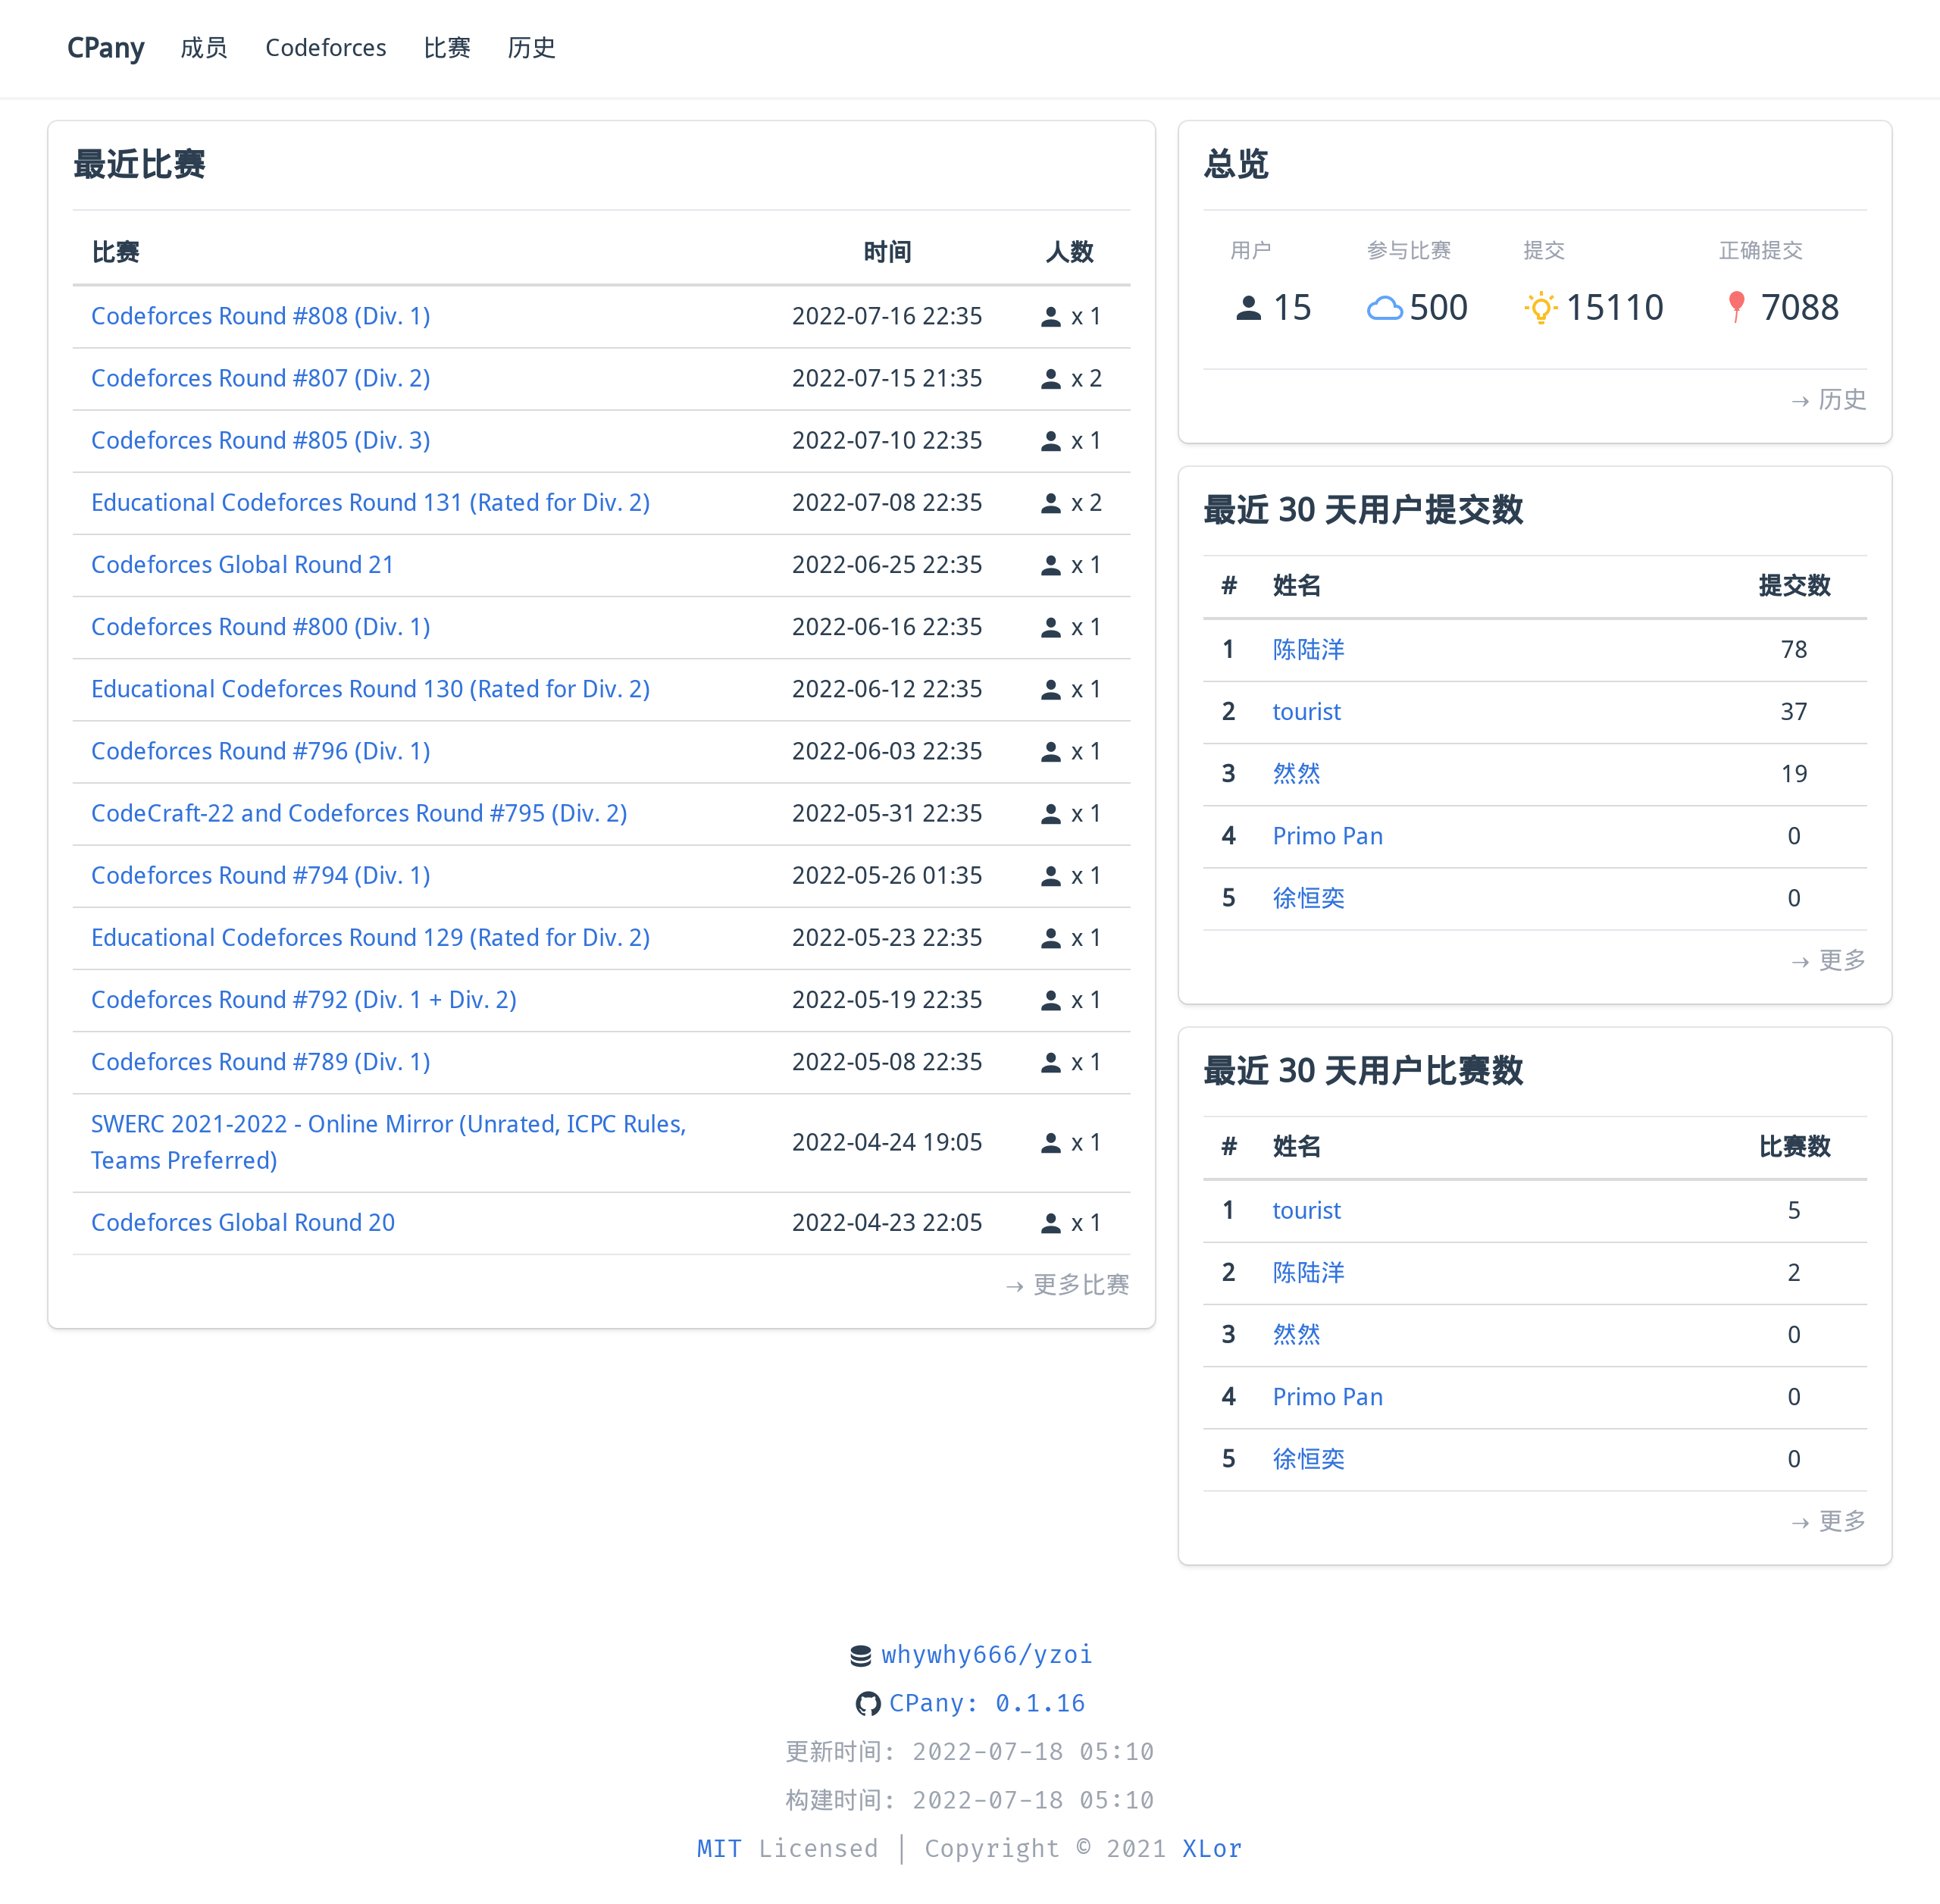 CPany 成员 Codeforces 比赛 历史
最近比赛
比赛 时间 人数
Codeforces Round #808 (Div. 1) 2022-07-16 22:35 x 1
Codeforces Round #807 (Div. 2) 2022-07-15 21:35 x 2
Codeforces Round #805 (Div. 3) 2022-07-10 22:35 x 1
Educational Codeforces Round 131 (Rated for Div. 2) 2022-07-08 22:35 x 2
Codeforces Global Round 21 2022-06-25 22:35 x 1
Codeforces Round #800 (Div. 1) 2022-06-16 22:35 x 1
Educational Codeforces Round 130 (Rated for Div. 2) 2022-06-12 22:35 x 1
Codeforces Round #796 (Div. 1) 2022-06-03 22:35 x 1
CodeCraft-22 and Codeforces Round #795 (Div. 2) 2022-05-31 22:35 x 1
Codeforces Round #794 (Div. 1) 2022-05-26 01:35 x 1
Educational Codeforces Round 129 (Rated for Div. 2) 2022-05-23 22:35 x 1
Codeforces Round #792 (Div. 1 + Div. 2) 2022-05-19 22:35 x 1
Codeforces Round #789 (Div. 1) 2022-05-08 22:35 x 1
SWERC 2021-2022 - Online Mirror (Unrated, ICPC Rules,
Teams Preferred) 2022-04-24 19:05 x 1
Codeforces Global Round 20 2022-04-23 22:05 x 1
→ 更多比赛
总览
用户 参与比赛 提交 正确提交
15 500 15110 7088
→ 历史
最近 30 天用户提交数
# 姓名 提交数
1 陈陆洋 78
2 tourist 37
3 然然 19
4 Primo Pan 0
5 徐恒奕 0
→ 更多
最近 30 天用户比赛数
# 姓名 比赛数
1 tourist 5
2 陈陆洋 2
3 然然 0
4 Primo Pan 0
5 徐恒奕 0
→ 更多
whywhy666/yzoi
CPany: 0.1.16
更新时间: 2022-07-18 05:10
构建时间: 2022-07-18 05:10
MIT Licensed | Copyright © 2021 XLor